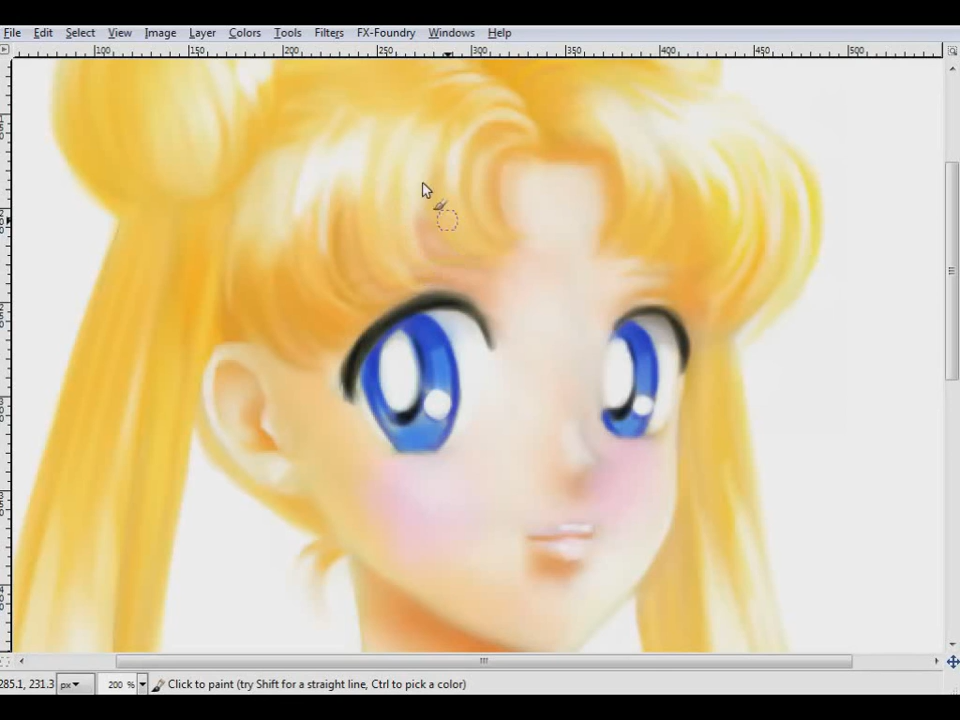 File Edit Select View Image Layer Colors Tools Filters FX-Foundry Windows Help
100 150 200 250 300 350 400 450 500
285.1, 231.3 px 200 % Click to paint (try Shift for a straight line, Ctrl to pick a color)